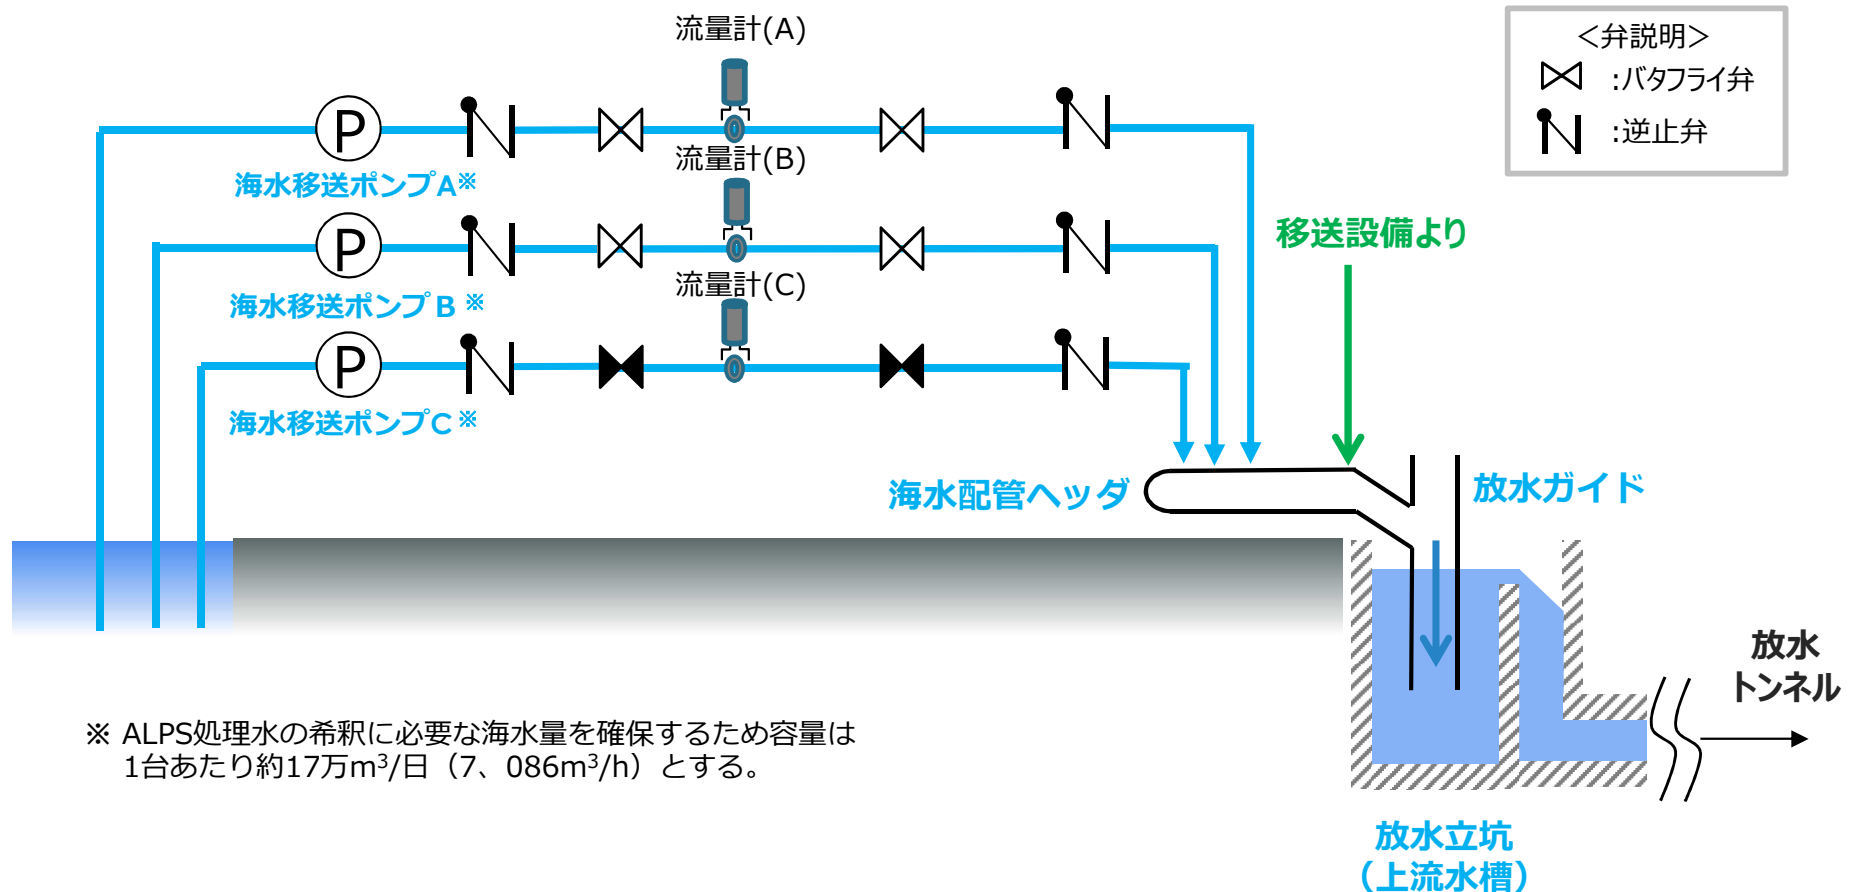 流量計(A)
<弁説明>
:バタフライ弁
:逆止弁
P
海水移送ポンプA※
流量計(B)
P
海水移送ポンプB※
流量計(C)
P
海水移送ポンプC※
移送設備より
海水配管ヘッダ
放水ガイド
放水
トンネル
※ ALPS処理水の希釈に必要な海水量を確保するため容量は
1台あたり約17万m³/日（7、086m³/h）とする。
放水立坑
（上流水槽）